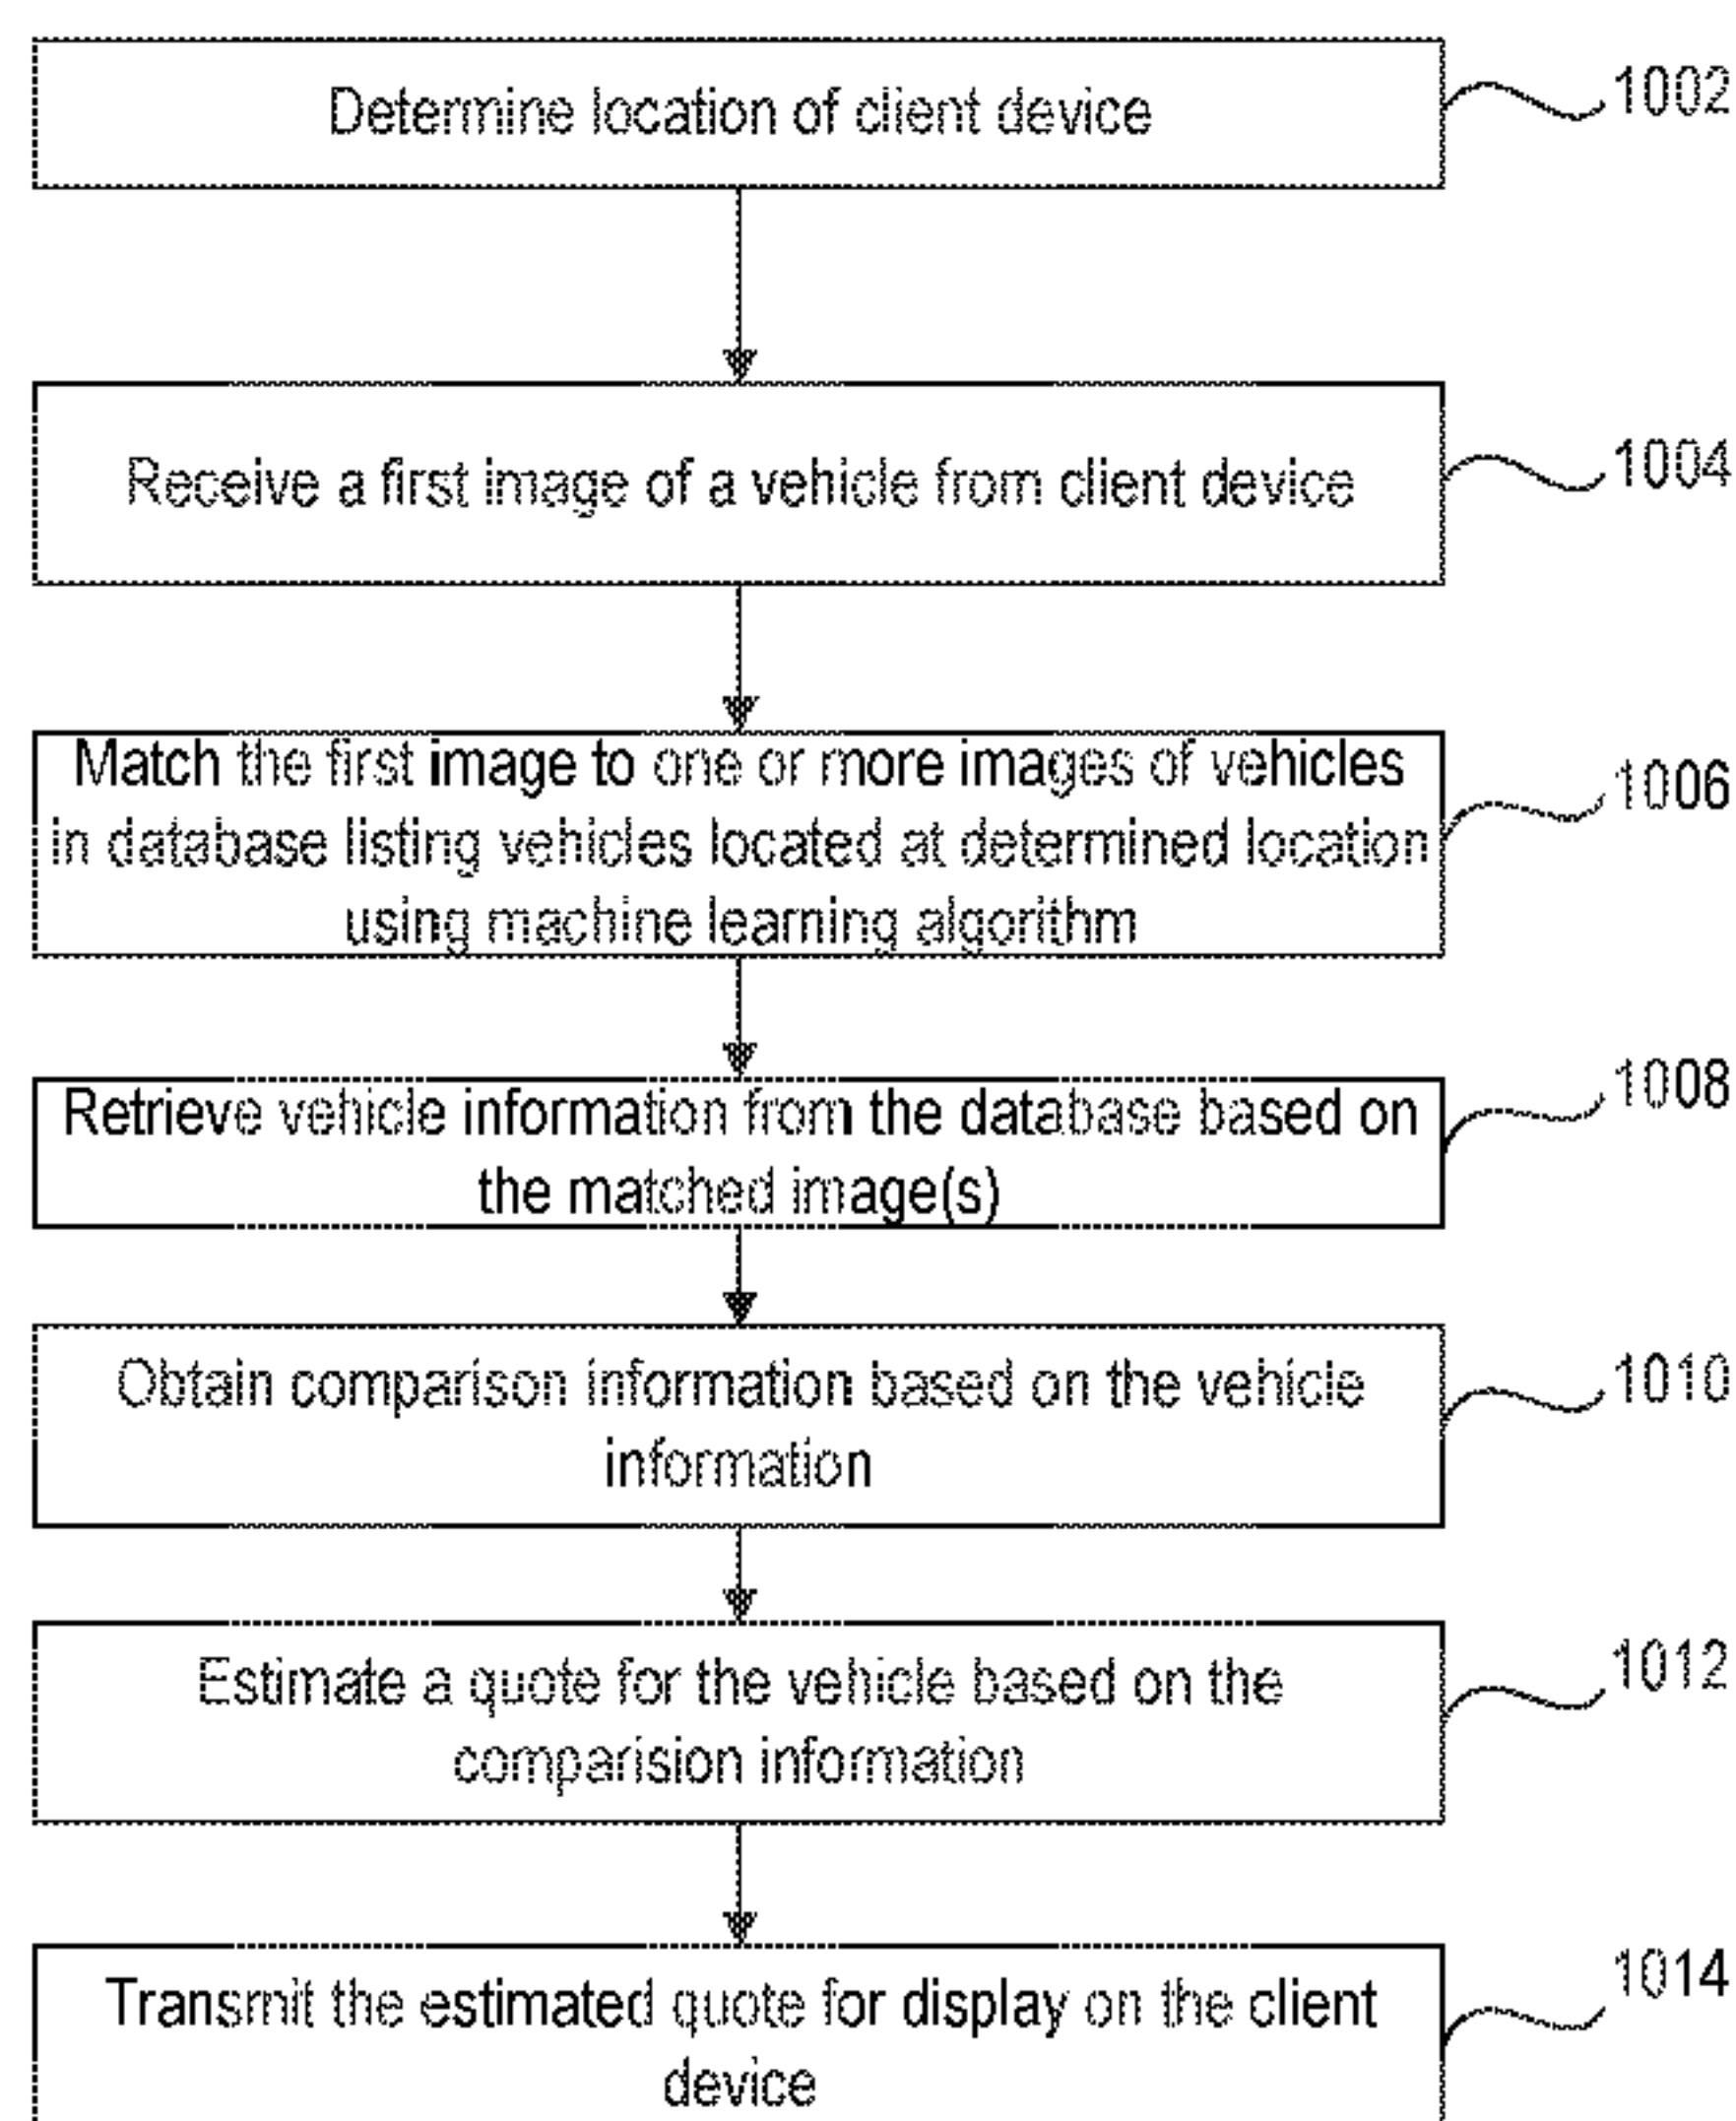 Determine location of client device
1002
Receive a first image of a vehicle from client device
1004
Match the first image to one or more images of vehicles
in database listing vehicles located at determined location
using machine learning algorithm
1006
Retrieve vehicle information from the database based on
the matched image(s)
1008
Obtain comparison information based on the vehicle
information
1010
Estimate a quote for the vehicle based on the
comparision information
1012
Transmit the estimated quote for display on the client
device
1014